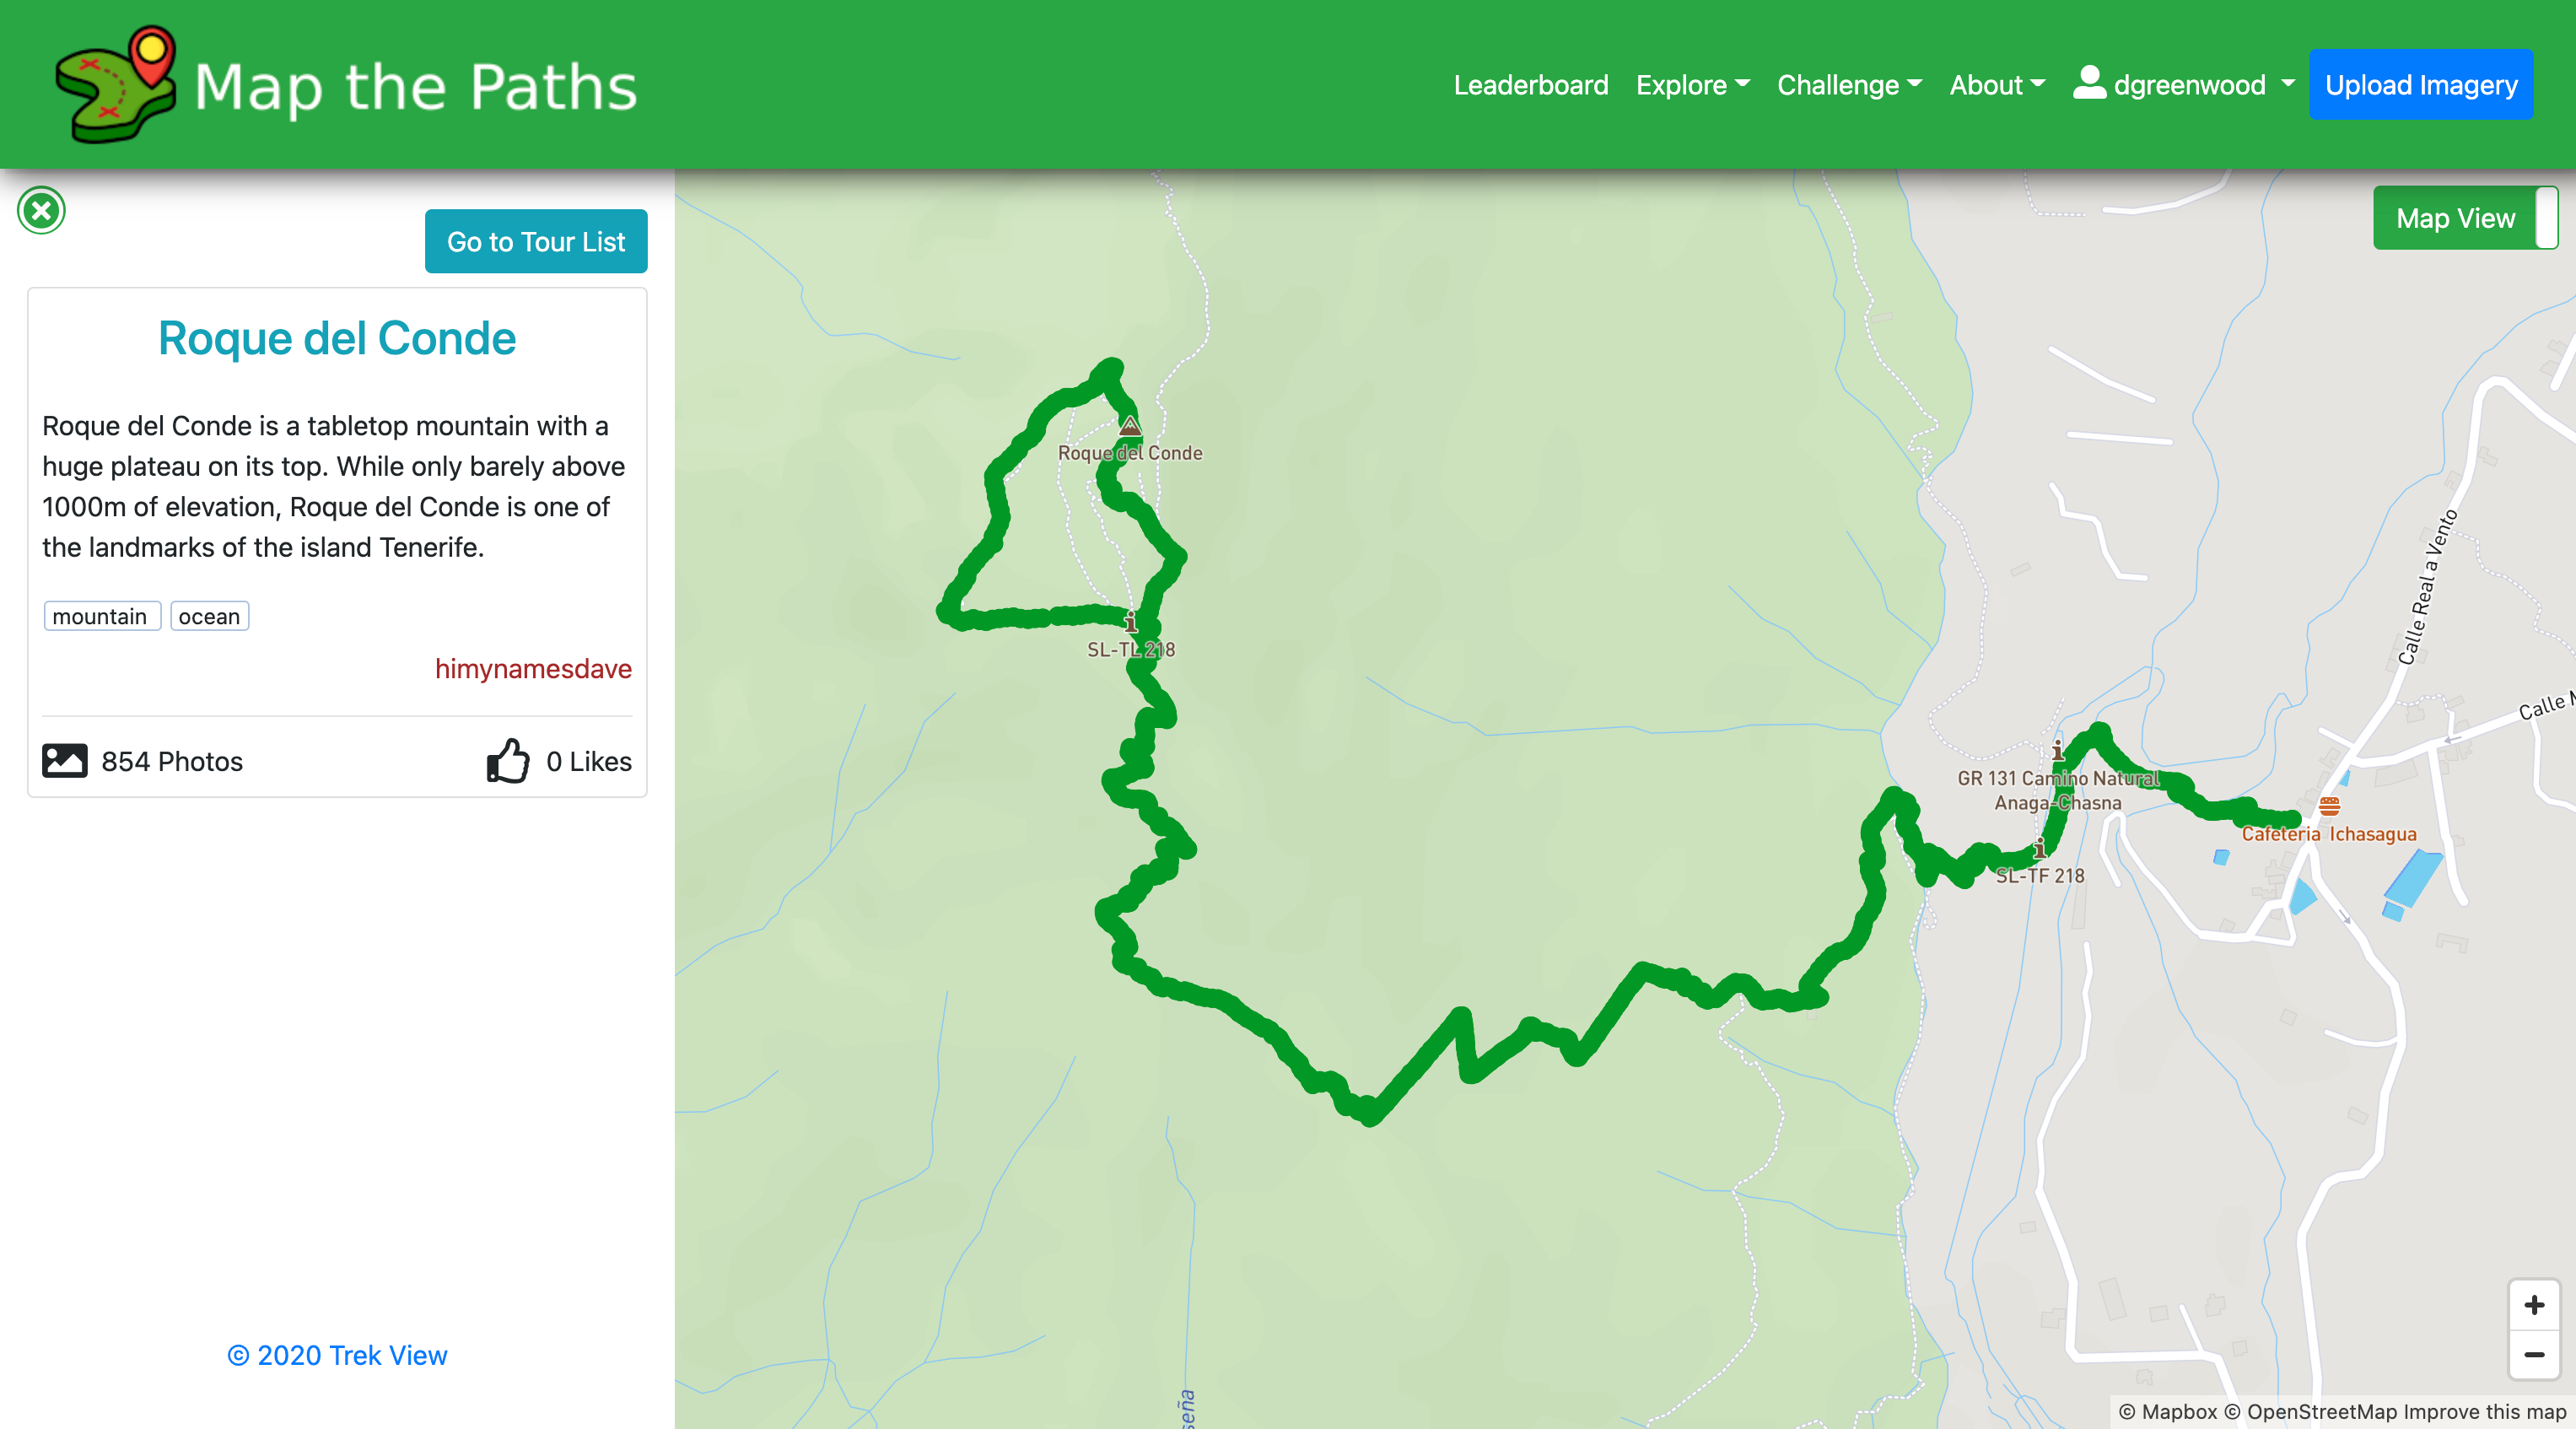 Map the Paths
Leaderboard
Explore
Challenge
About
dgreenwood
Upload Imagery
Go to Tour List
Map View
Roque del Conde
Roque del Conde is a tabletop mountain with a
huge plateau on its top. While only barely above
1000m of elevation, Roque del Conde is one of
the landmarks of the island Tenerife.
mountain
ocean
himynamesdave
854 Photos
0 Likes
© 2020 Trek View
Roque del Conde
SL-TL 218
GR 131 Camino Natural
Anaga-Chasna
SL-TF 218
Cafeteria Ichasagua
Calle Real a Vento
Calle
seña
+
−
© Mapbox © OpenStreetMap Improve this map